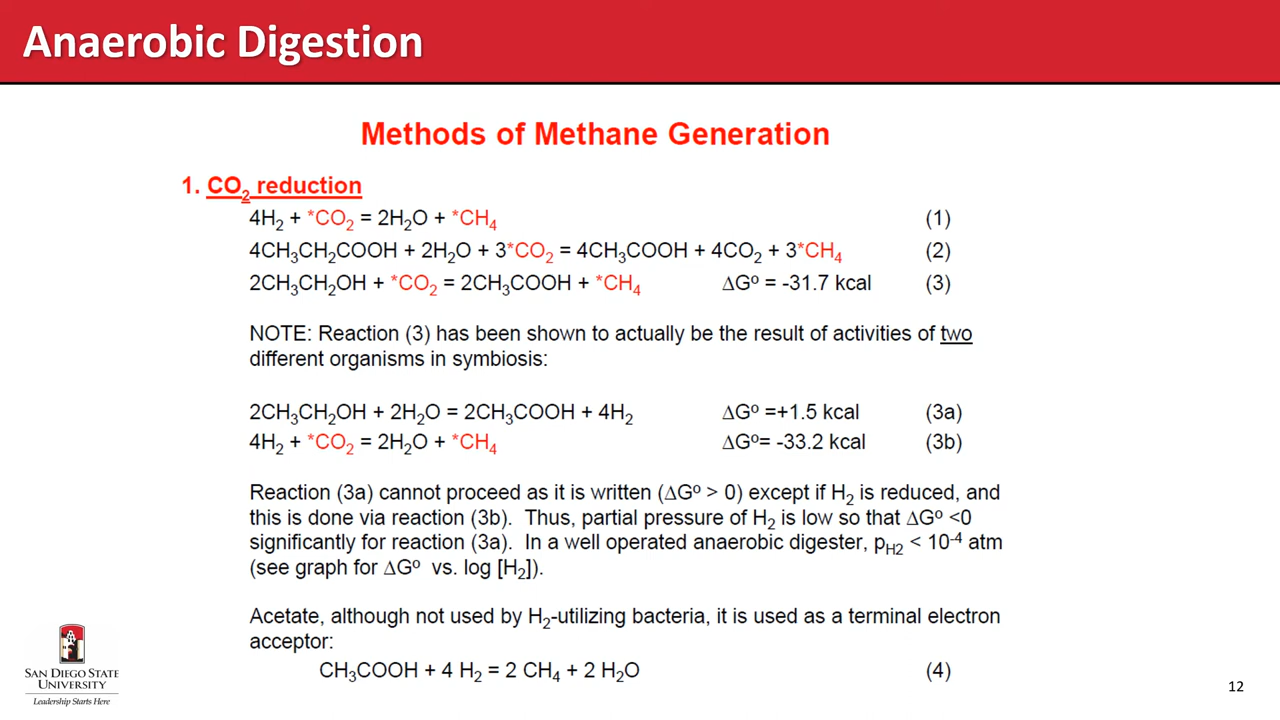 Anaerobic Digestion
Methods of Methane Generation
1. CO₂ reduction
4H₂ + *CO₂ = 2H₂O + *CH₄ (1)
4CH₃CH₂COOH + 2H₂O + 3*CO₂ = 4CH₃COOH + 4CO₂ + 3*CH₄ (2)
2CH₃CH₂OH + *CO₂ = 2CH₃COOH + *CH₄ ΔGº = -31.7 kcal (3)
NOTE: Reaction (3) has been shown to actually be the result of activities of two
different organisms in symbiosis:
2CH₃CH₂OH + 2H₂O = 2CH₃COOH + 4H₂ ΔGº =+1.5 kcal (3a)
4H₂ + *CO₂ = 2H₂O + *CH₄ ΔGº= -33.2 kcal (3b)
Reaction (3a) cannot proceed as it is written (ΔGº > 0) except if H₂ is reduced, and
this is done via reaction (3b). Thus, partial pressure of H₂ is low so that ΔGº <0
significantly for reaction (3a). In a well operated anaerobic digester, p_H2 < 10⁻⁴ atm
(see graph for ΔGº vs. log [H₂]).
Acetate, although not used by H₂-utilizing bacteria, it is used as a terminal electron
acceptor:
CH₃COOH + 4 H₂ = 2 CH₄ + 2 H₂O (4)
SAN DIEGO STATE
UNIVERSITY
Leadership Starts Here
12